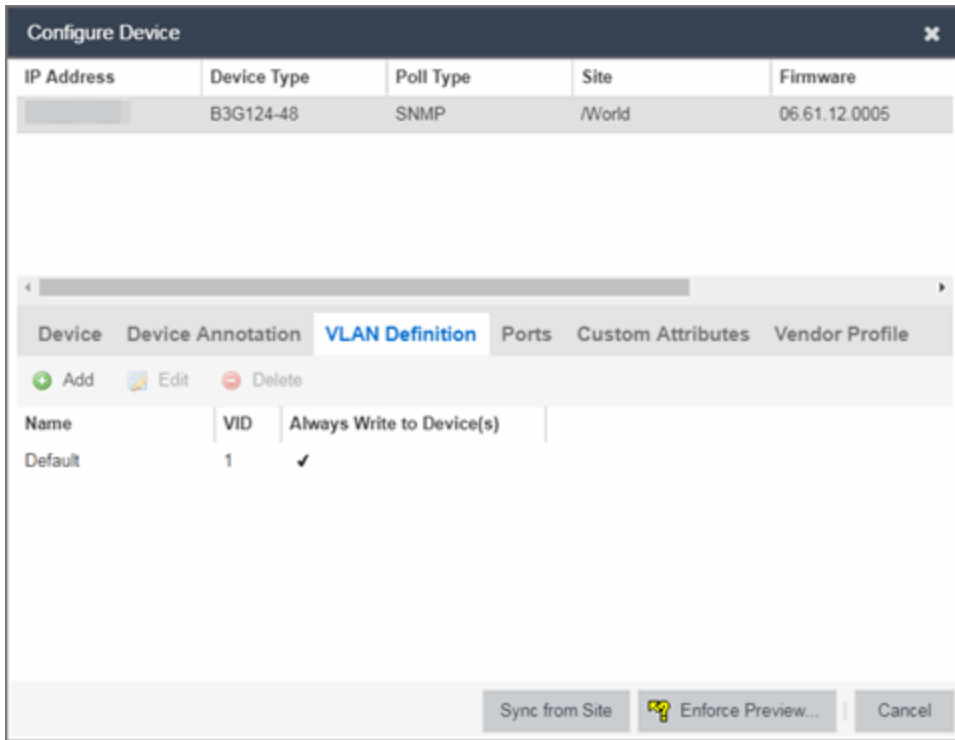 Configure Device
IP Address Device Type Poll Type Site Firmware
B3G124-48 SNMP /World 06.61.12.0005
Device Device Annotation VLAN Definition Ports Custom Attributes Vendor Profile
Add Edit Delete
Name VID Always Write to Device(s)
Default 1 ✔
Sync from Site Enforce Preview... Cancel